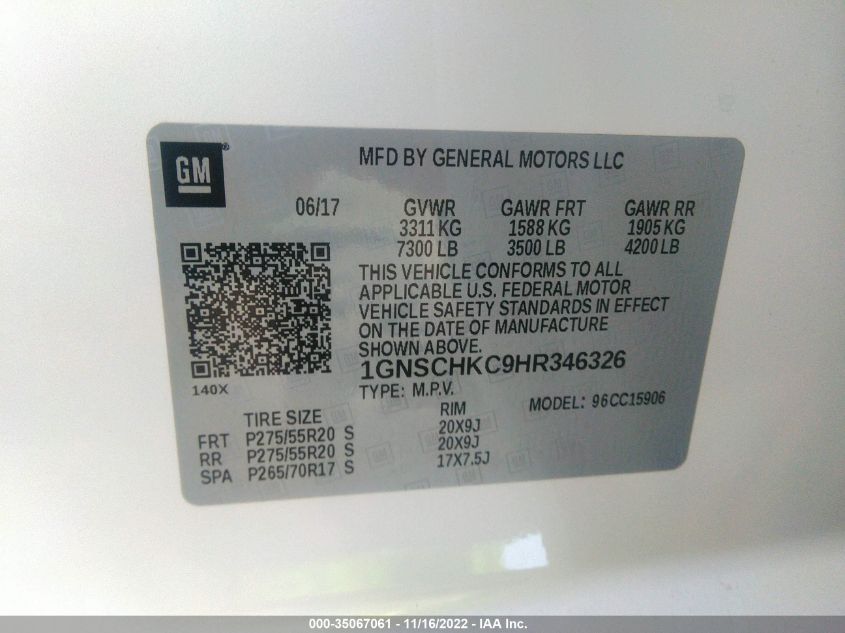 GM ®
MFD BY GENERAL MOTORS LLC
06/17 GVWR GAWR FRT GAWR RR
3311 KG 1588 KG 1905 KG
7300 LB 3500 LB 4200 LB
THIS VEHICLE CONFORMS TO ALL
APPLICABLE U.S. FEDERAL MOTOR
VEHICLE SAFETY STANDARDS IN EFFECT
ON THE DATE OF MANUFACTURE
SHOWN ABOVE.
1GNSCHKC9HR346326
140X
TYPE: M.P.V.
MODEL: 96CC15906
TIRE SIZE RIM
FRT P275/55R20 S 20X9J
RR P275/55R20 S 20X9J
SPA P265/70R17 S 17X7.5J
000-35067061 - 11/16/2022 - IAA Inc.